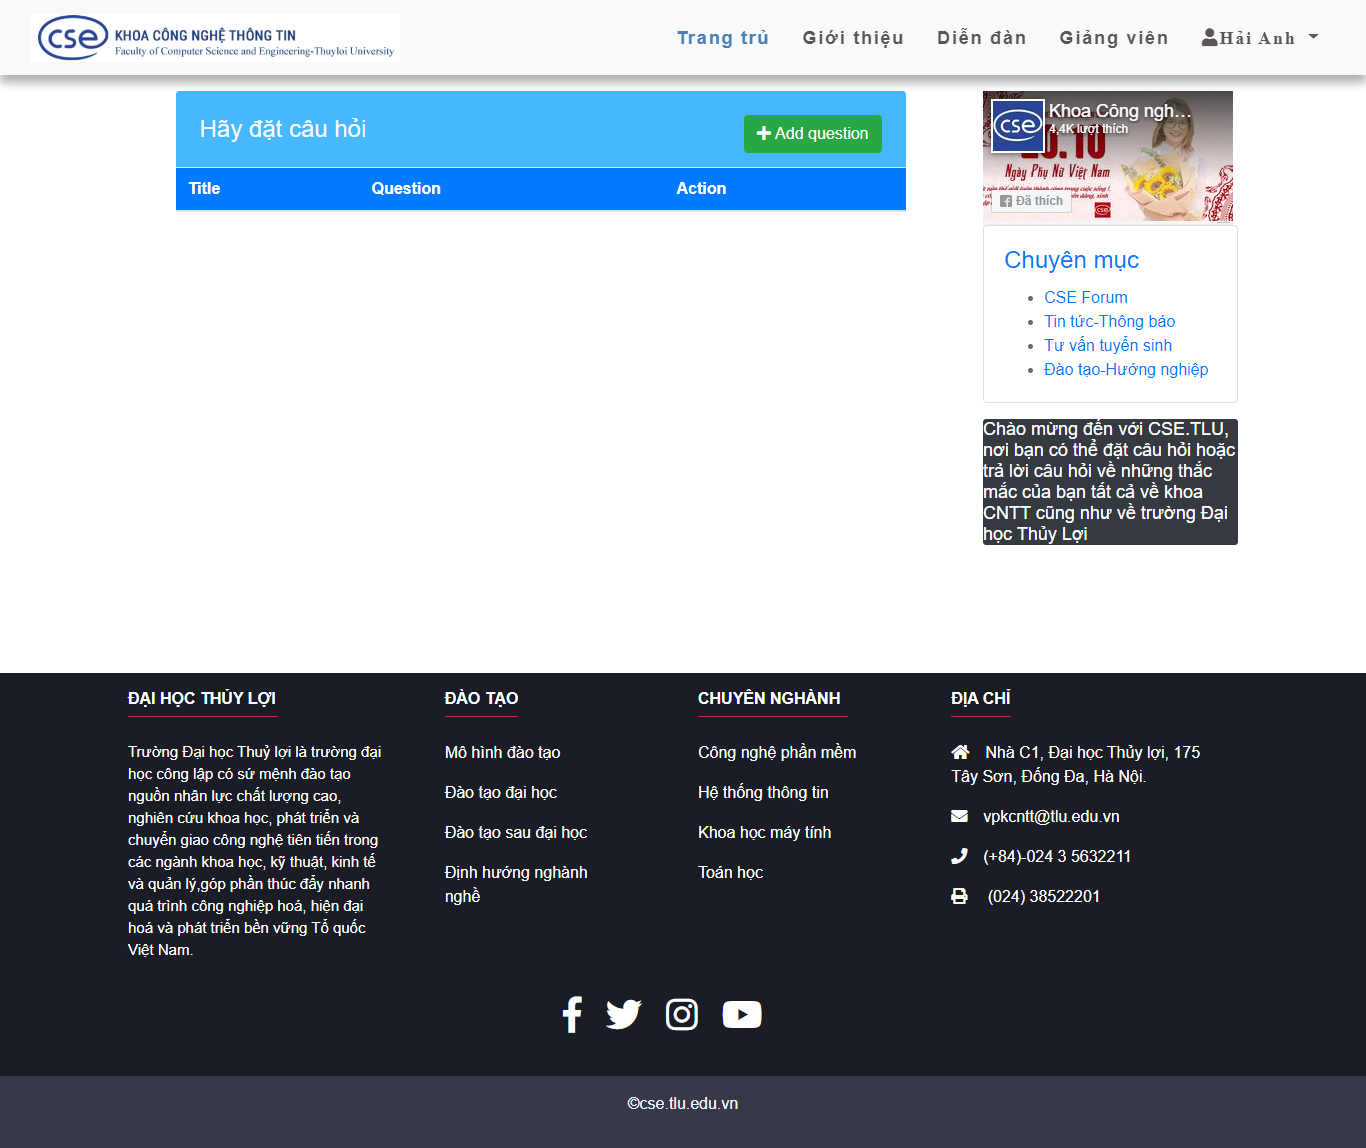 cse KHOA CÔNG NGHỆ THÔNG TIN
Faculty of Computer Science and Engineering-Thuyloi University
Trang trủ Giới thiệu Diễn đàn Giảng viên Hải Anh
Hãy đặt câu hỏi
Add question
Title Question Action
cse
Khoa Công ngh...
4,4K lượt thích
20.10
Ngày Phụ Nữ Việt Nam
Đã thích
cse
Chuyên mục
CSE Forum
Tin tức-Thông báo
Tư vấn tuyển sinh
Đào tạo-Hướng nghiệp
Chào mừng đến với CSE.TLU,
nơi bạn có thể đặt câu hỏi hoặc
trả lời câu hỏi về những thắc
mắc của bạn tất cả về khoa
CNTT cũng như về trường Đại
học Thủy Lợi
ĐẠI HỌC THỦY LỢI
Trường Đại học Thuỷ lợi là trường đại
học công lập có sứ mệnh đào tạo
nguồn nhân lực chất lượng cao,
nghiên cứu khoa học, phát triển và
chuyển giao công nghệ tiên tiến trong
các ngành khoa học, kỹ thuật, kinh tế
và quản lý,góp phần thúc đẩy nhanh
quá trình công nghiệp hoá, hiện đại
hoá và phát triển bền vững Tổ quốc
Việt Nam.
ĐÀO TẠO
Mô hình đào tạo
Đào tạo đại học
Đào tạo sau đại học
Định hướng nghành
nghề
CHUYÊN NGHÀNH
Công nghệ phần mềm
Hệ thống thông tin
Khoa học máy tính
Toán học
ĐỊA CHỈ
Nhà C1, Đại học Thủy lợi, 175
Tây Sơn, Đống Đa, Hà Nội.
vpkcntt@tlu.edu.vn
(+84)-024 3 5632211
(024) 38522201
©cse.tlu.edu.vn